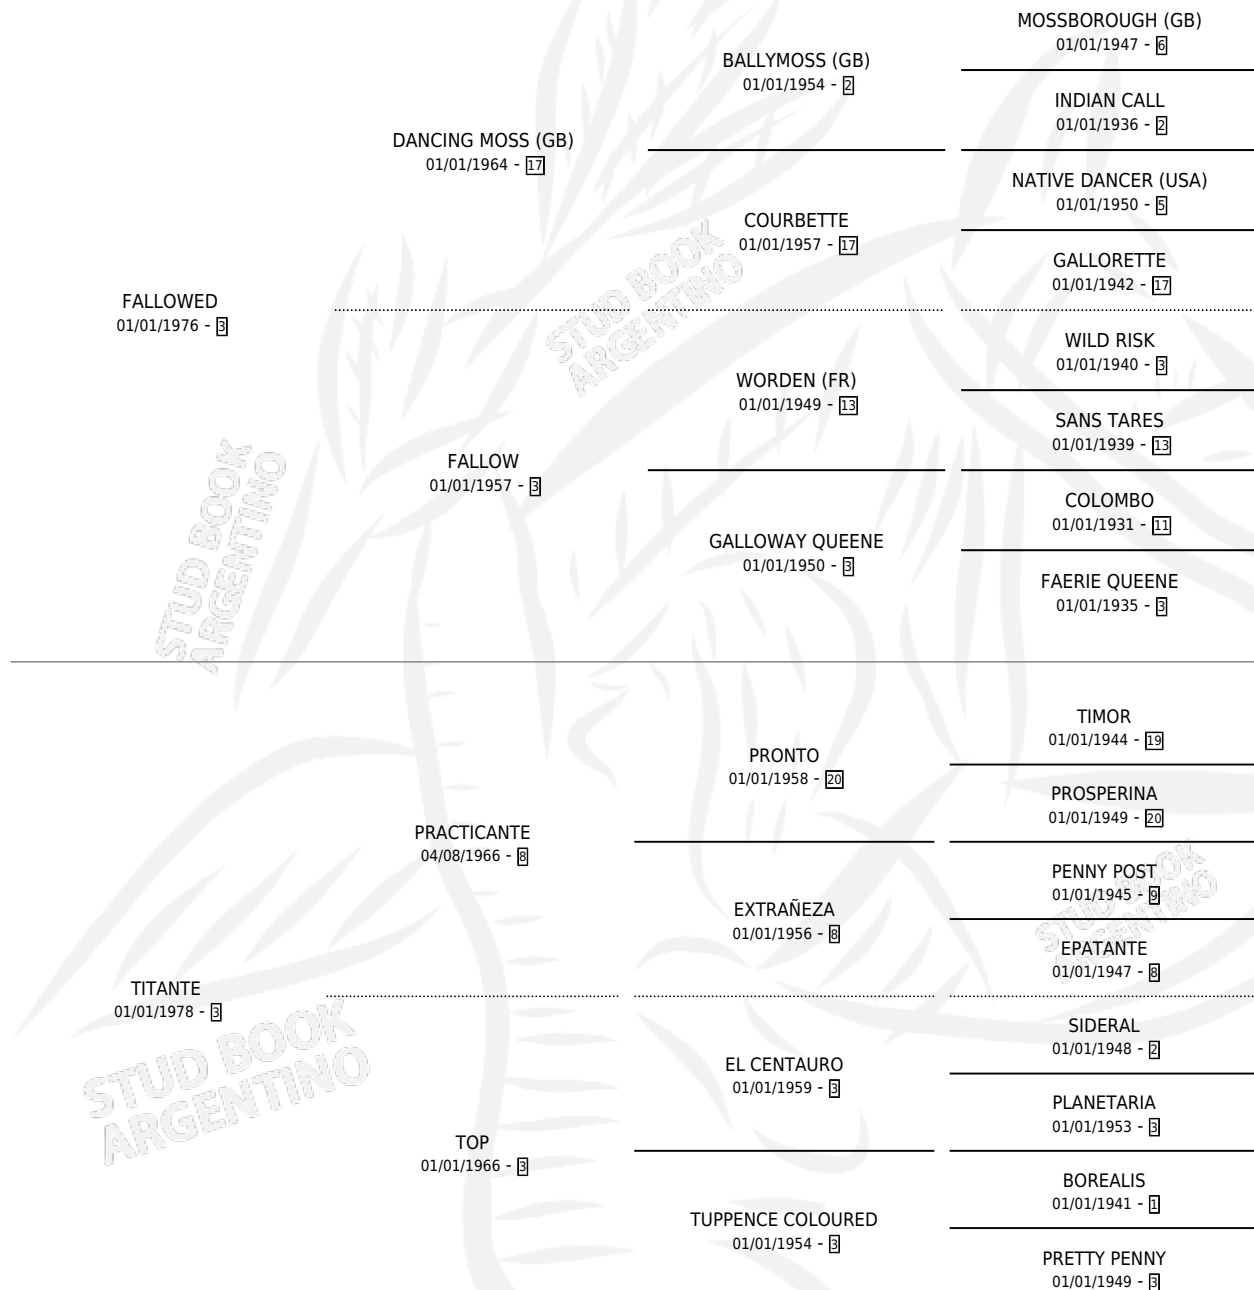 MOSSBOROUGH (GB)
01/01/1947 - 6
BALLYMOSS (GB)
01/01/1954 - 2
INDIAN CALL
01/01/1936 - 2
DANCING MOSS (GB)
01/01/1964 - 17
NATIVE DANCER (USA)
01/01/1950 - 5
COURBETTE
01/01/1957 - 17
GALLORETTE
01/01/1942 - 17
FALLOWED
01/01/1976 - 3
STUD BOOK
ARGENTINO
WILD RISK
01/01/1940 - 3
WORDEN (FR)
01/01/1949 - 13
SANS TARES
01/01/1939 - 13
FALLOW
01/01/1957 - 3
STUD BOOK
ARGENTINO
COLOMBO
01/01/1931 - 11
GALLOWAY QUEENE
01/01/1950 - 3
FAERIE QUEENE
01/01/1935 - 3
TIMOR
01/01/1944 - 19
PRONTO
01/01/1958 - 20
PROSPERINA
01/01/1949 - 20
PRACTICANTE
04/08/1966 - 8
PENNY POST
01/01/1945 - 9
STUD BOOK
ARGENTINO
EXTRAÑEZA
01/01/1956 - 8
EPATANTE
01/01/1947 - 8
TITANTE
01/01/1978 - 3
STUD BOOK
ARGENTINO
SIDERAL
01/01/1948 - 2
EL CENTAURO
01/01/1959 - 3
PLANETARIA
01/01/1953 - 3
TOP
01/01/1966 - 3
BOREALIS
01/01/1941 - 1
TUPPENCE COLOURED
01/01/1954 - 3
PRETTY PENNY
01/01/1949 - 3